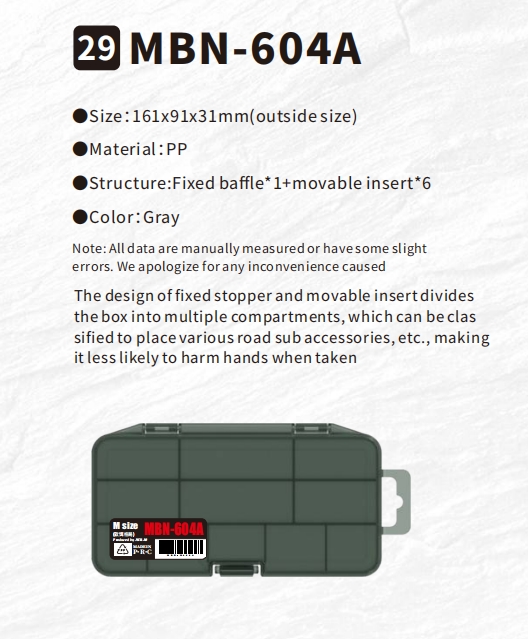 29 MBN-604A
●Size:161x91x31mm(outside size)
●Material:PP
●Structure:Fixed baffle*1+movable insert*6
●Color:Gray
Note: All data are manually measured or have some slight
errors. We apologize for any inconvenience caused
The design of fixed stopper and movable insert divides
the box into multiple compartments, which can be clas
sified to place various road sub accessories, etc., making
it less likely to harm hands when taken
M size MBN-604A
P·R·C